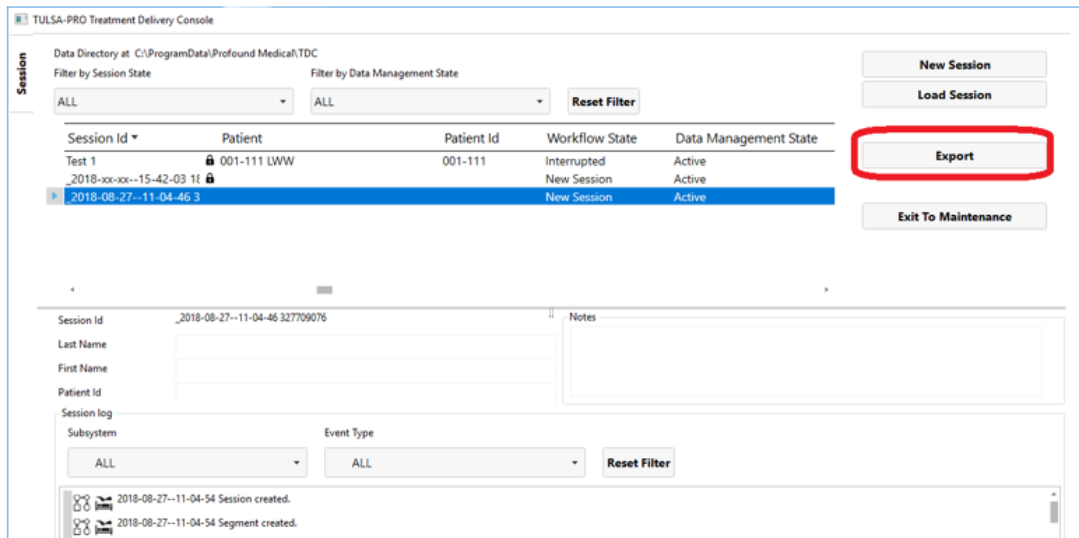 TULSA-PRO Treatment Delivery Console
Session
Data Directory at C:\ProgramData\Profound Medical\TDC
Filter by Session State Filter by Data Management State
ALL ALL Reset Filter
New Session
Load Session
Export
Exit To Maintenance
Session Id Patient Patient Id Workflow State Data Management State
Test 1 001-111 LWW 001-111 Interrupted Active
_2018-xx-xx--15-42-03 18 New Session Active
_2018-08-27--11-04-46 3 New Session Active
Session Id _2018-08-27--11-04-46 327709076
Last Name
First Name
Patient Id
Notes
Session log
Subsystem Event Type
ALL ALL Reset Filter
2018-08-27--11-04-54 Session created.
2018-08-27--11-04-54 Segment created.